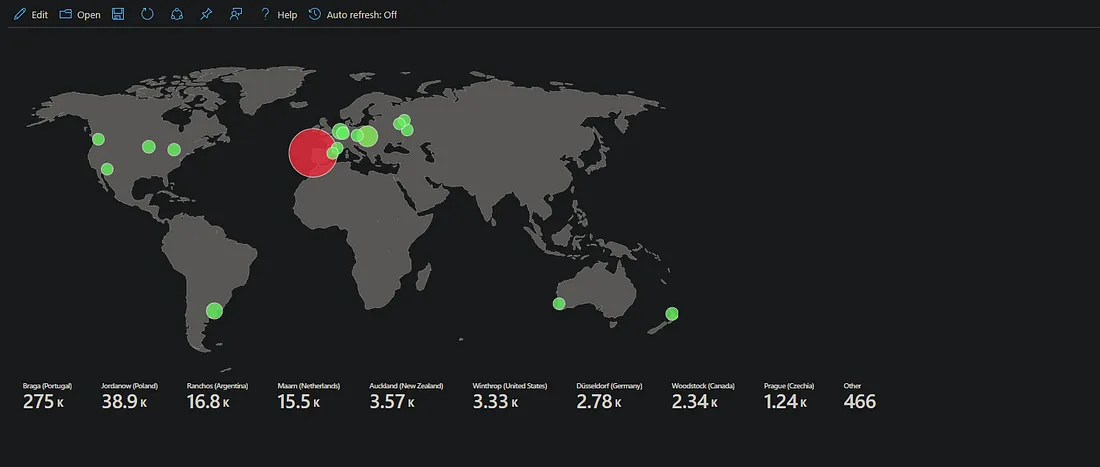 Edit Open Help Auto refresh: Off
Braga (Portugal) Jordanow (Poland) Ranchos (Argentina) Maarn (Netherlands) Auckland (New Zealand) Winthrop (United States) Düsseldorf (Germany) Woodstock (Canada) Prague (Czechia) Other
275 K 38.9 K 16.8 K 15.5 K 3.57 K 3.33 K 2.78 K 2.34 K 1.24 K 466